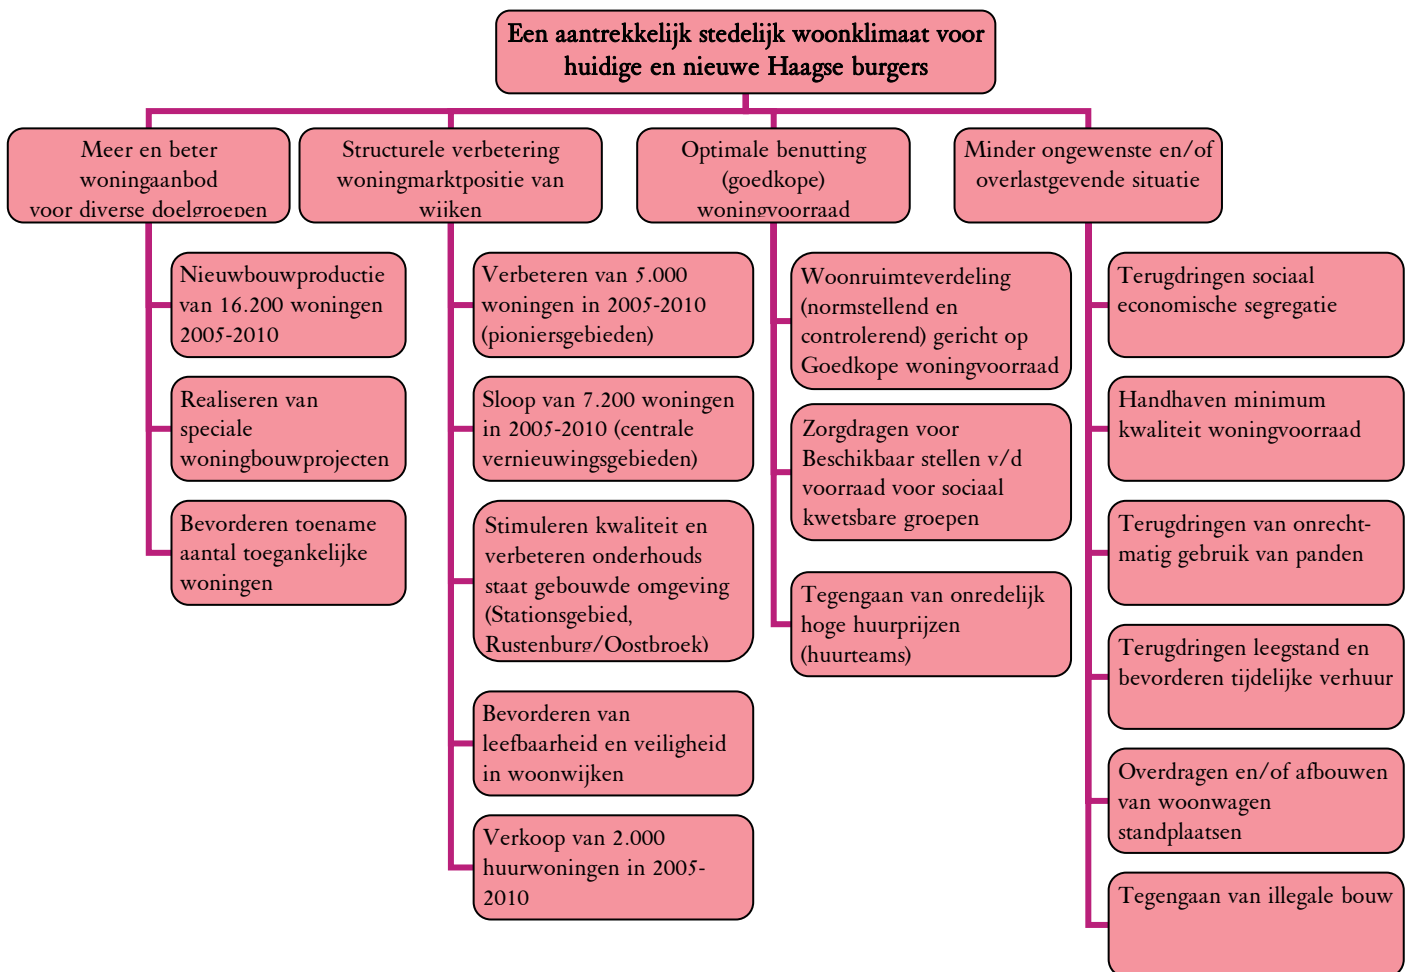 Een aantrekkelijk stedelijk woonklimaat voor
huidige en nieuwe Haagse burgers
Meer en beter
woningaanbod
voor diverse doelgroepen
Structurele verbetering
woningmarktpositie van
wijken
Optimale benutting
(goedkope)
woningvoorraad
Minder ongewenste en/of
overlastgevende situatie
Nieuwbouwproductie
van 16.200 woningen
2005-2010
Realiseren van
speciale
woningbouwprojecten
Bevorderen toename
aantal toegankelijke
woningen
Verbeteren van 5.000
woningen in 2005-2010
(pioniersgebieden)
Sloop van 7.200 woningen
in 2005-2010 (centrale
vernieuwingsgebieden)
Stimuleren kwaliteit en
verbeteren onderhouds
staat gebouwde omgeving
(Stationsgebied,
Rustenburg/Oostbroek)
Bevorderen van
leefbaarheid en veiligheid
in woonwijken
Verkoop van 2.000
huurwoningen in 2005-
2010
Woonruimteverdeling
(normstellend en
controlerend) gericht op
Goedkope woningvoorraad
Zorgdragen voor
Beschikbaar stellen v/d
voorraad voor sociaal
kwetsbare groepen
Tegengaan van onredelijk
hoge huurprijzen
(huurteams)
Terugdringen sociaal
economische segregatie
Handhaven minimum
kwaliteit woningvoorraad
Terugdringen van onrecht-
matig gebruik van panden
Terugdringen leegstand en
bevorderen tijdelijke verhuur
Overdragen en/of afbouwen
van woonwagen
standplaatsen
Tegengaan van illegale bouw